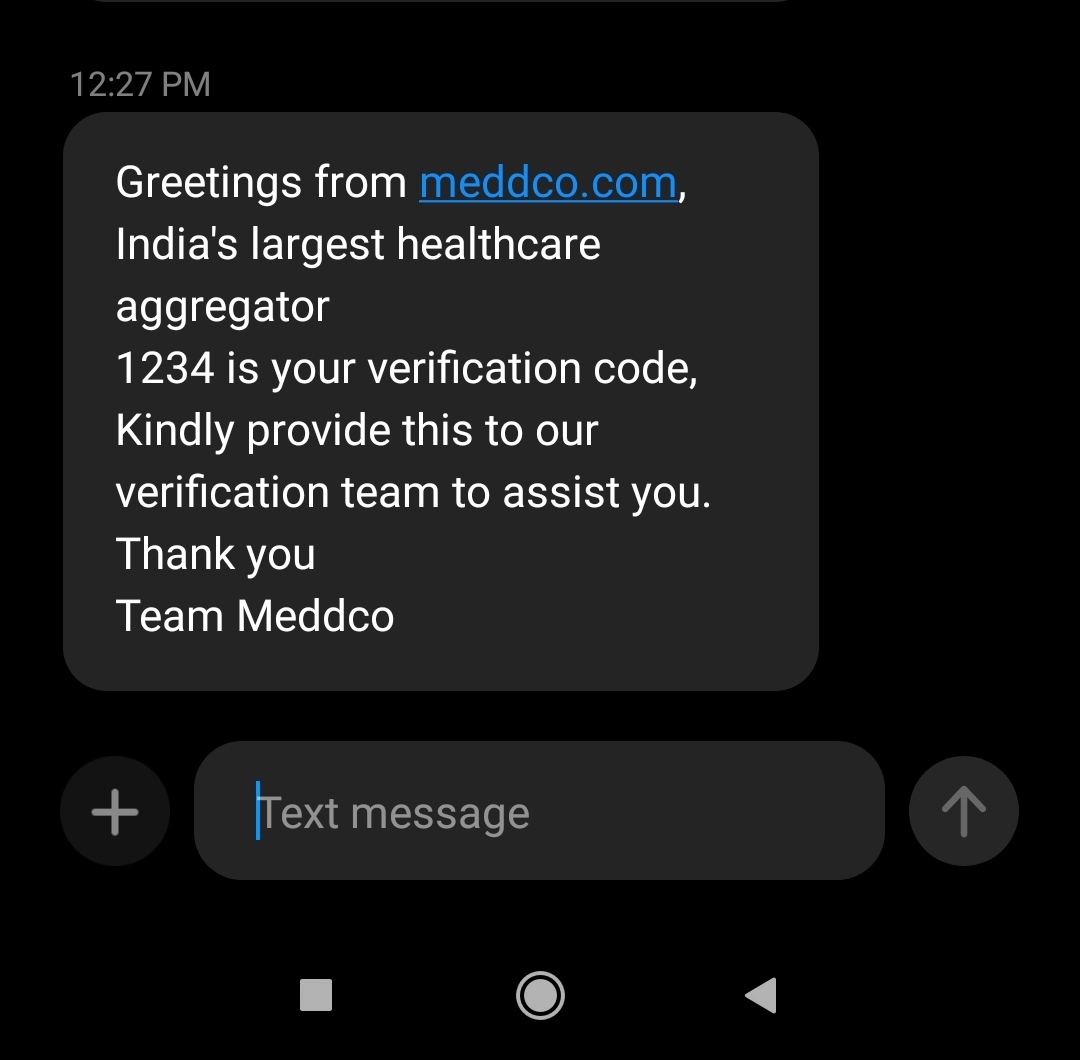 12:27 PM
Greetings from meddco.com,
India's largest healthcare
aggregator
1234 is your verification code,
Kindly provide this to our
verification team to assist you.
Thank you
Team Meddco
Text message